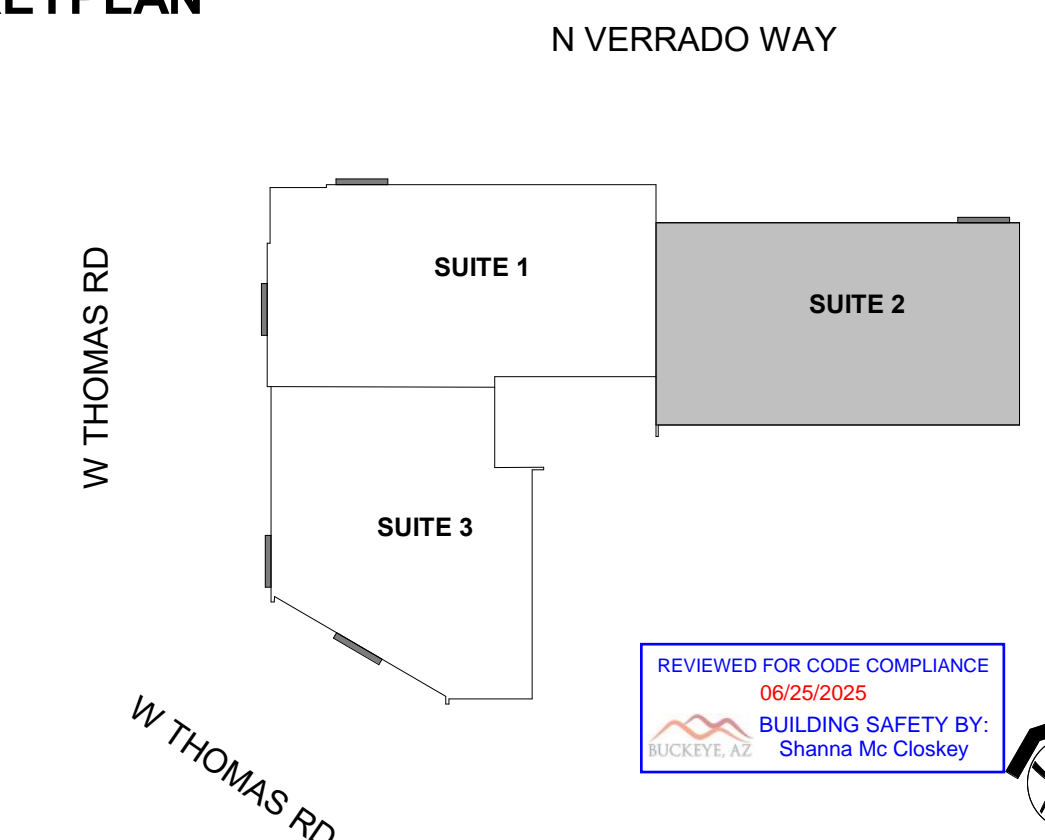 KEYPLAN
N VERRADO WAY
W THOMAS RD
SUITE 1
SUITE 2
SUITE 3
W THOMAS RD
REVIEWED FOR CODE COMPLIANCE
06/25/2025
BUILDING SAFETY BY:
Shanna Mc Closkey
BUCKEYE, AZ